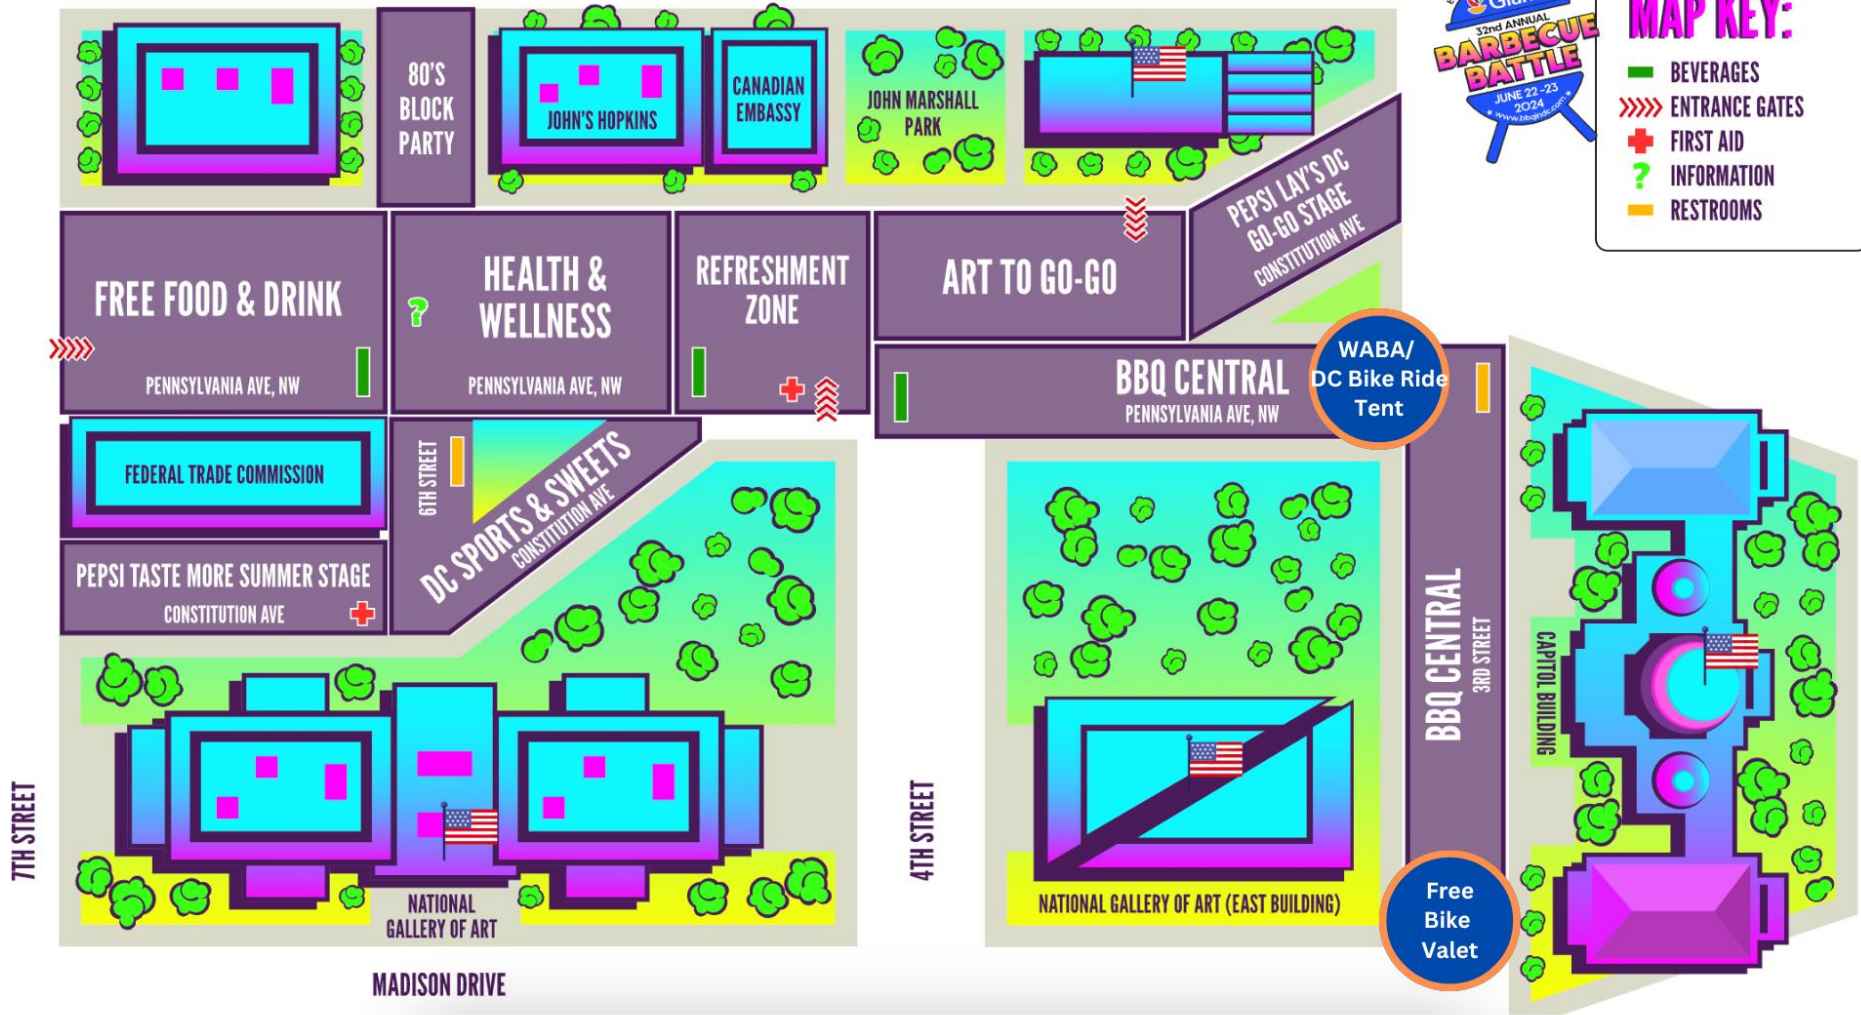 32nd ANNUAL
BARBECUE
BATTLE
JUNE 22-23
2024
www.bbqindc.com
MAP KEY:
BEVERAGES
ENTRANCE GATES
FIRST AID
?
INFORMATION
RESTROOMS
80'S
BLOCK
PARTY
JOHN'S HOPKINS
CANADIAN
EMBASSY
JOHN MARSHALL
PARK
PEPSI LAY'S DC
GO-GO STAGE
CONSTITUTION AVE
FREE FOOD & DRINK
PENNSYLVANIA AVE, NW
?
HEALTH &
WELLNESS
PENNSYLVANIA AVE, NW
REFRESHMENT
ZONE
ART TO GO-GO
BBQ CENTRAL
PENNSYLVANIA AVE, NW
WABA/
DC Bike Ride
Tent
FEDERAL TRADE COMMISSION
6TH STREET
DC SPORTS & SWEETS
CONSTITUTION AVE
PEPSI TASTE MORE SUMMER STAGE
CONSTITUTION AVE
BBQ CENTRAL
3RD STREET
CAPITOL BUILDING
7TH STREET
4TH STREET
NATIONAL
GALLERY OF ART
NATIONAL GALLERY OF ART (EAST BUILDING)
Free
Bike
Valet
MADISON DRIVE